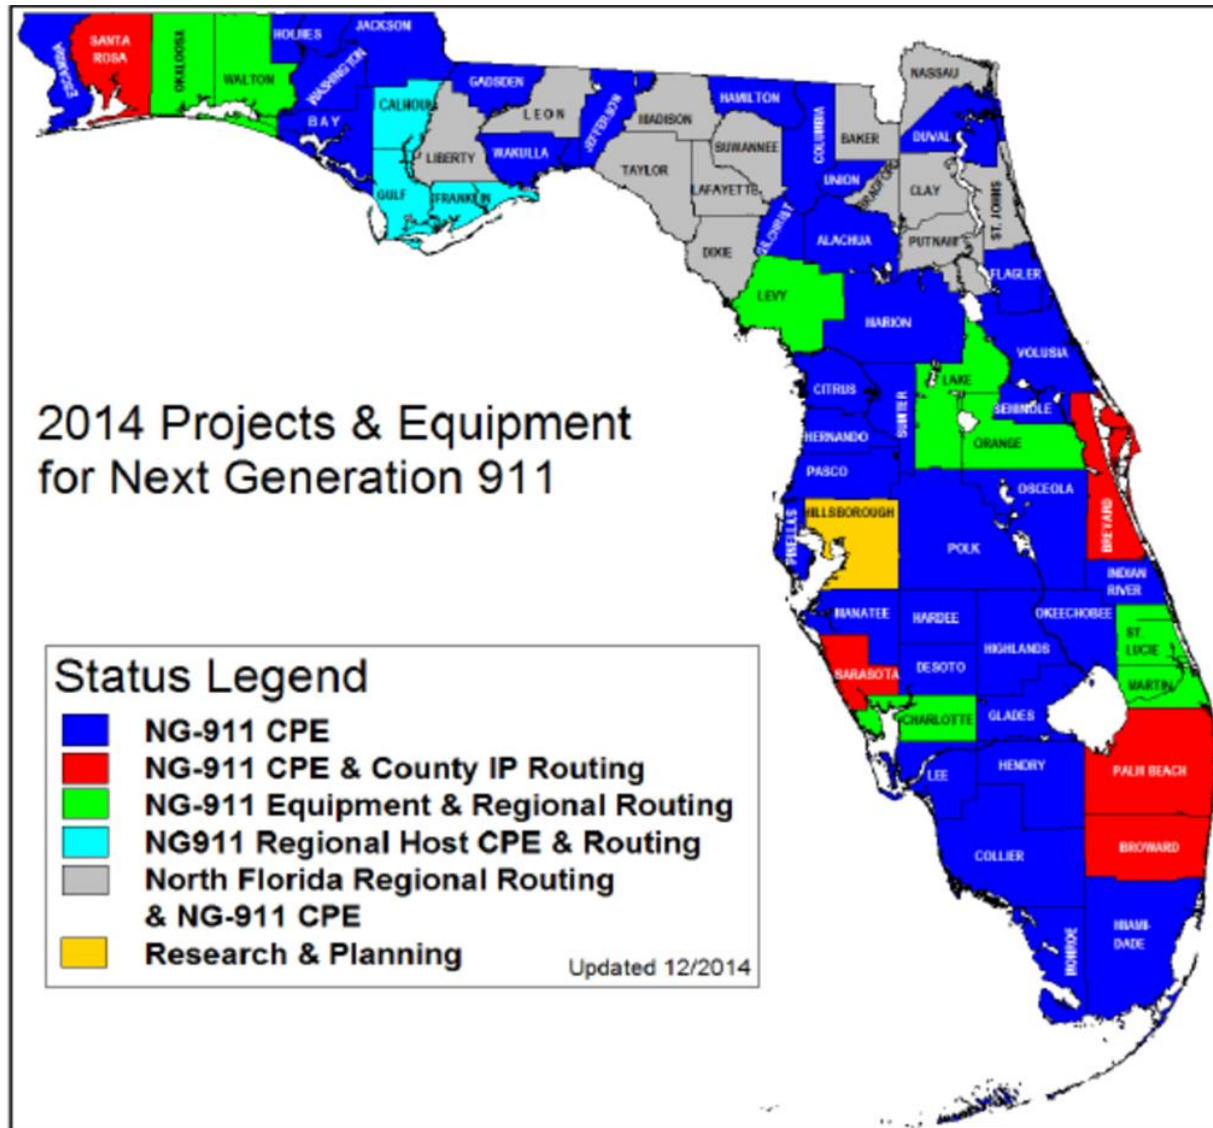 JACKSON
HOLMES
SANTA
ROSA
ESCAMBIA
OKALOOSA
WALTON
WASHINGTON
BAY
CALHOUN
GULF
LIBERTY
FRANKLIN
GADSDEN
LEON
WAKULLA
JEFFERSON
MADISON
TAYLOR
HAMILTON
SUWANNEE
LAFAYETTE
DIXIE
COLUMBIA
BAKER
NASSAU
DUVAL
UNION
BRADFORD
CLAY
ST. JOHNS
GILCHRIST
ALACHUA
PUTNAM
FLAGLER
LEVY
MARION
VOLUSIA
CITRUS
SUMTER
LAKE
SEMINOLE
HERNANDO
ORANGE
PASCO
OSCEOLA
BREVARD
PINELLAS
HILLSBOROUGH
POLK
INDIAN
RIVER
MANATEE
HARDEE
OKEECHOBEE
HIGHLANDS
ST.
LUCIE
SARASOTA
DESOTO
MARTIN
CHARLOTTE
GLADES
LEE
HENDRY
PALM BEACH
COLLIER
BROWARD
MONROE
MIAMI-
DADE
2014 Projects & Equipment
for Next Generation 911
Status Legend
NG-911 CPE
NG-911 CPE & County IP Routing
NG-911 Equipment & Regional Routing
NG911 Regional Host CPE & Routing
North Florida Regional Routing
& NG-911 CPE
Research & Planning
Updated 12/2014